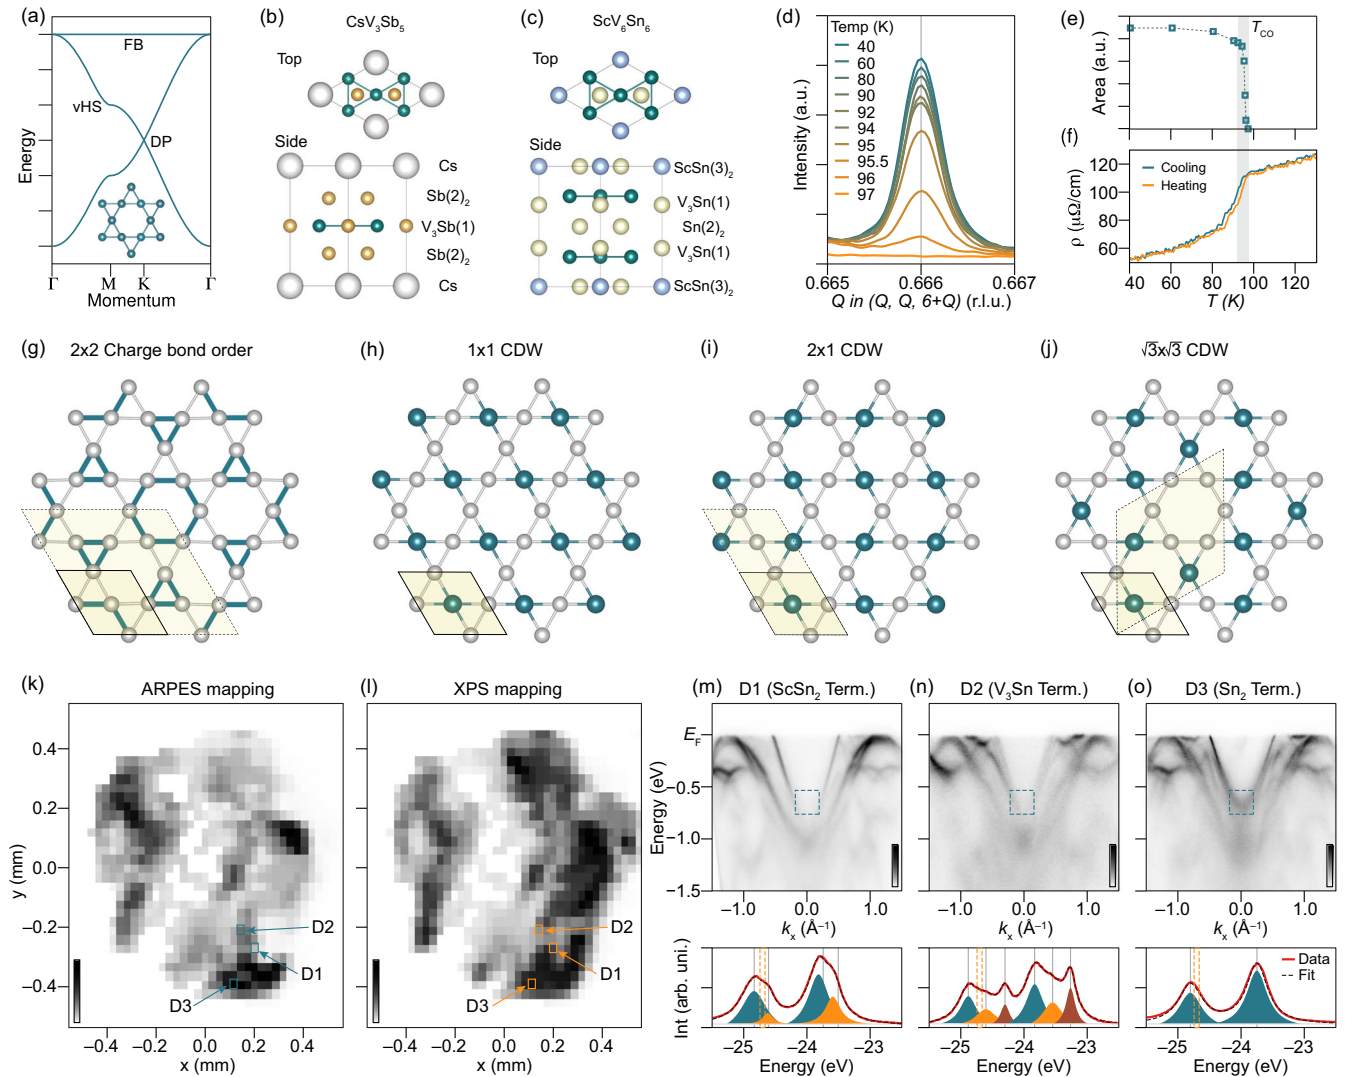 (a)
FB
vHS
DP
Energy
Γ M K Γ
Momentum
(b) CsV3Sb5
Top
Side
Cs
Sb(2)2
V3Sb(1)
Sb(2)2
Cs
(c) ScV6Sn6
Top
Side
ScSn(3)2
V3Sn(1)
Sn(2)2
V3Sn(1)
ScSn(3)2
(d)
Temp (K)
40
60
80
90
92
94
95
95.5
96
97
Intensity (a.u.)
0.665 0.666 0.667
Q in (Q, Q, 6+Q) (r.l.u.)
(e)
TCO
Area (a.u.)
(f)
Cooling
Heating
120
100
80
60
ρ (μΩ/cm)
40 60 80 100 120
T (K)
(g) 2x2 Charge bond order
(h) 1x1 CDW
(i) 2x1 CDW
(j) √3x√3 CDW
(k) ARPES mapping
0.4
0.2
0.0
−0.2
−0.4
y (mm)
D2
D1
D3
−0.4 −0.2 0.0 0.2 0.4
x (mm)
(l) XPS mapping
D2
D1
D3
−0.4 −0.2 0.0 0.2 0.4
x (mm)
(m) D1 (ScSn2 Term.)
EF
−0.5
−1.0
−1.5
Energy (eV)
−1.0 0.0 1.0
kx (Å−1)
(n) D2 (V3Sn Term.)
−1.0 0.0 1.0
kx (Å−1)
(o) D3 (Sn2 Term.)
−1.0 0.0 1.0
kx (Å−1)
Int (arb. uni.)
−25 −24 −23
Energy (eV)
−25 −24 −23
Energy (eV)
Data
Fit
−25 −24 −23
Energy (eV)